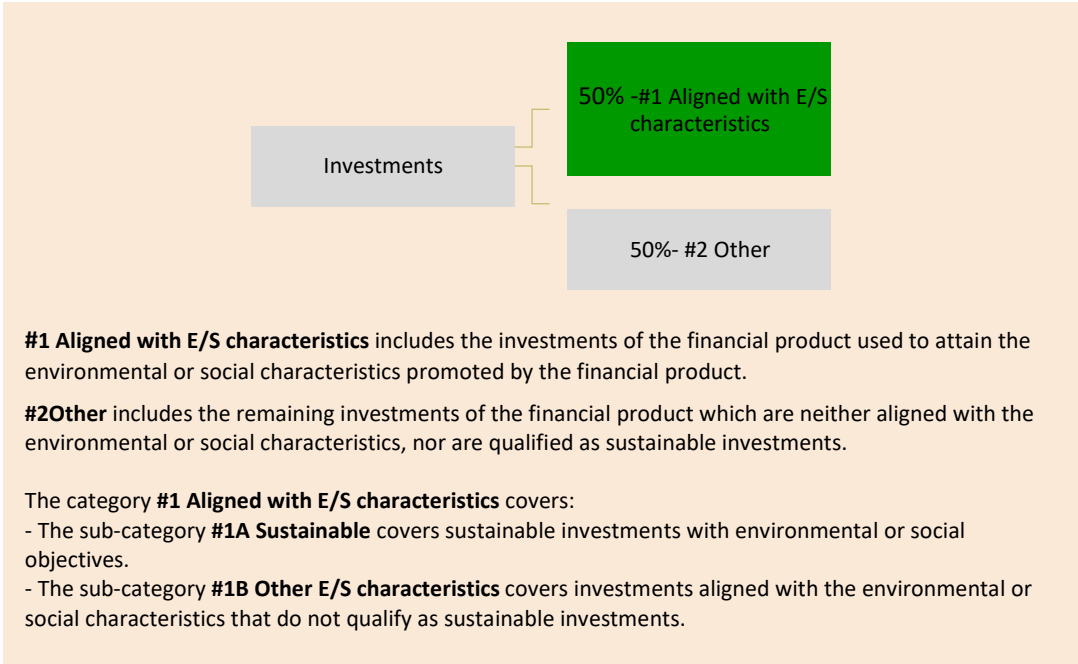 50% -#1 Aligned with E/S
characteristics
Investments
50%- #2 Other
#1 Aligned with E/S characteristics includes the investments of the financial product used to attain the
environmental or social characteristics promoted by the financial product.
#2Other includes the remaining investments of the financial product which are neither aligned with the
environmental or social characteristics, nor are qualified as sustainable investments.
The category #1 Aligned with E/S characteristics covers:
- The sub-category #1A Sustainable covers sustainable investments with environmental or social
objectives.
- The sub-category #1B Other E/S characteristics covers investments aligned with the environmental or
social characteristics that do not qualify as sustainable investments.